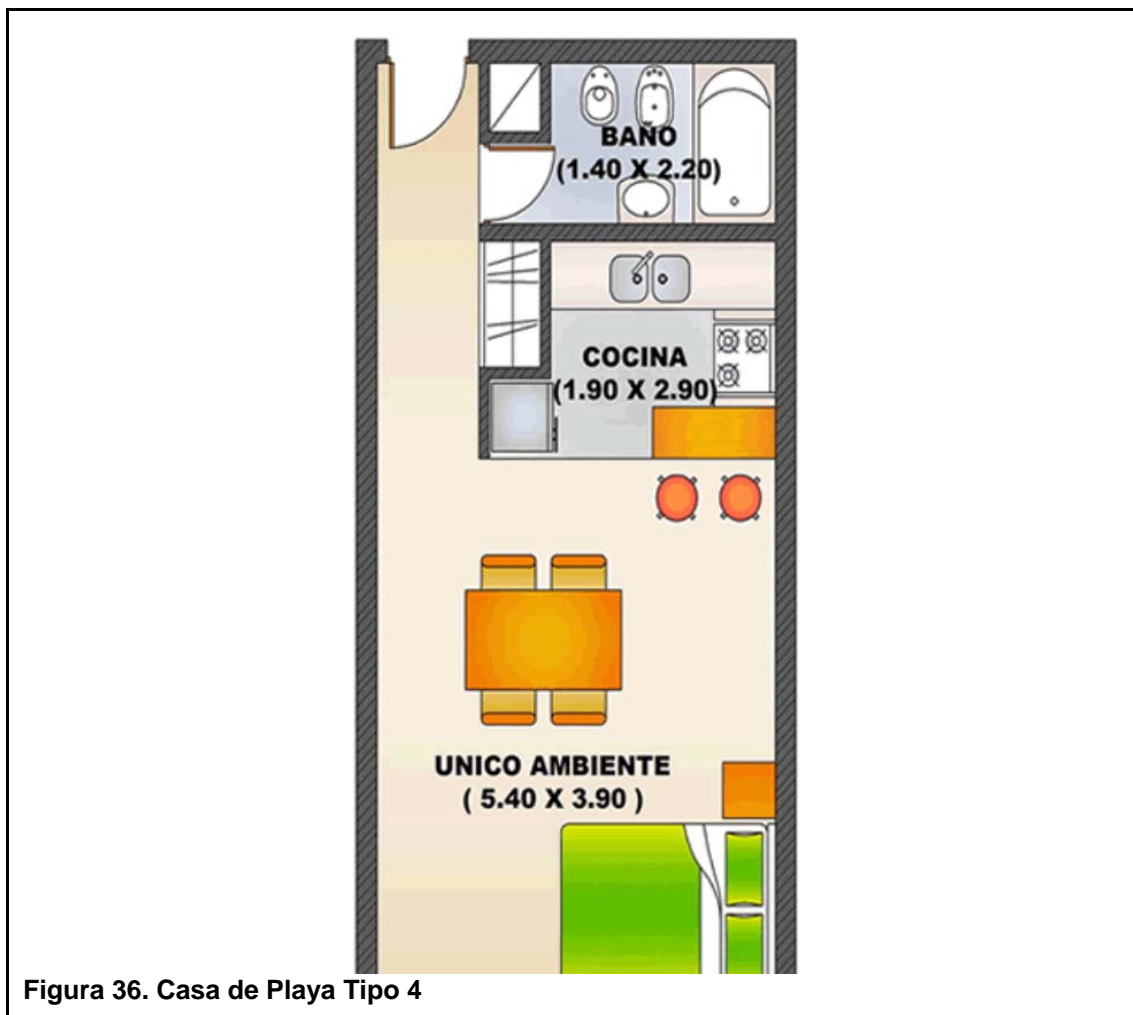 BAÑO
(1.40 X 2.20)
COCINA
(1.90 X 2.90)
UNICO AMBIENTE
( 5.40 X 3.90 )
Figura 36. Casa de Playa Tipo 4